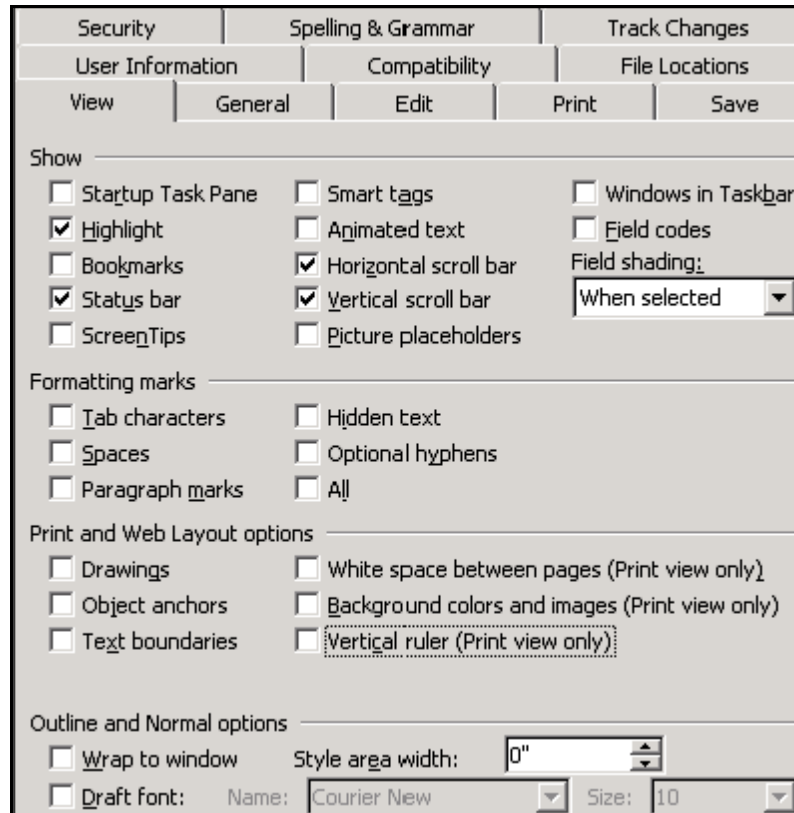 Security Spelling & Grammar Track Changes
User Information Compatibility File Locations
View General Edit Print Save
Show
Startup Task Pane Smart tags Windows in Taskbar
Highlight Animated text Field codes
Bookmarks Horizontal scroll bar Field shading:
Status bar Vertical scroll bar When selected
ScreenTips Picture placeholders
Formatting marks
Tab characters Hidden text
Spaces Optional hyphens
Paragraph marks All
Print and Web Layout options
Drawings White space between pages (Print view only)
Object anchors Background colors and images (Print view only)
Text boundaries Vertical ruler (Print view only)
Outline and Normal options
Wrap to window Style area width: 0"
Draft font: Name: Courier New Size: 10